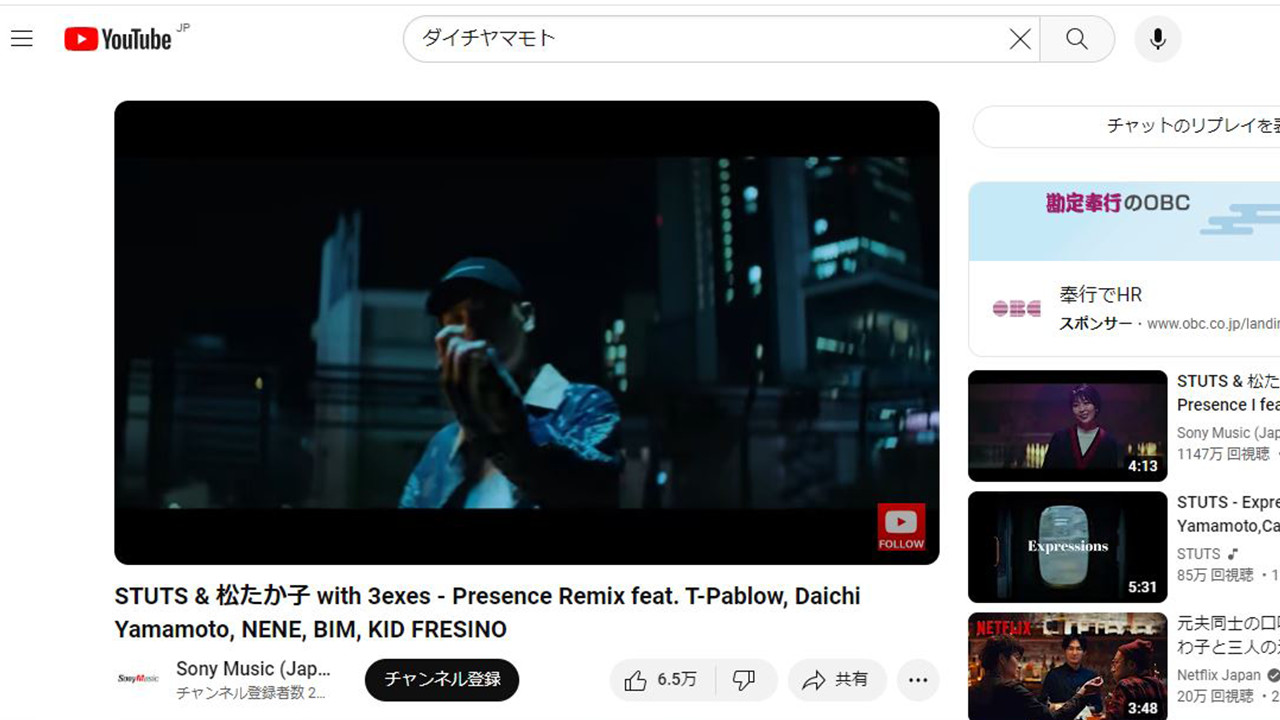 YouTube JP
ダイチヤマモト
FOLLOW
STUTS & 松たか子 with 3exes - Presence Remix feat. T-Pablow, Daichi
Yamamoto, NENE, BIM, KID FRESINO
SonyMusic
Sony Music (Jap...
チャンネル登録者数 2...
チャンネル登録
6.5万
共有
チャットのリプレイを
勘定奉行のOBC
OBC
奉行でHR
スポンサー・www.obc.co.jp/landi
4:13
STUTS & 松た
Presence I fea
Sony Music (Jap
1147万 回視聴 ・
Expressions
5:31
STUTS - Expre
Yamamoto,Ca
STUTS
85万 回視聴 ・1
NETFLIX
3:48
元夫同士の口
わ子と三人の
Netflix Japan
20万 回視聴 ・2